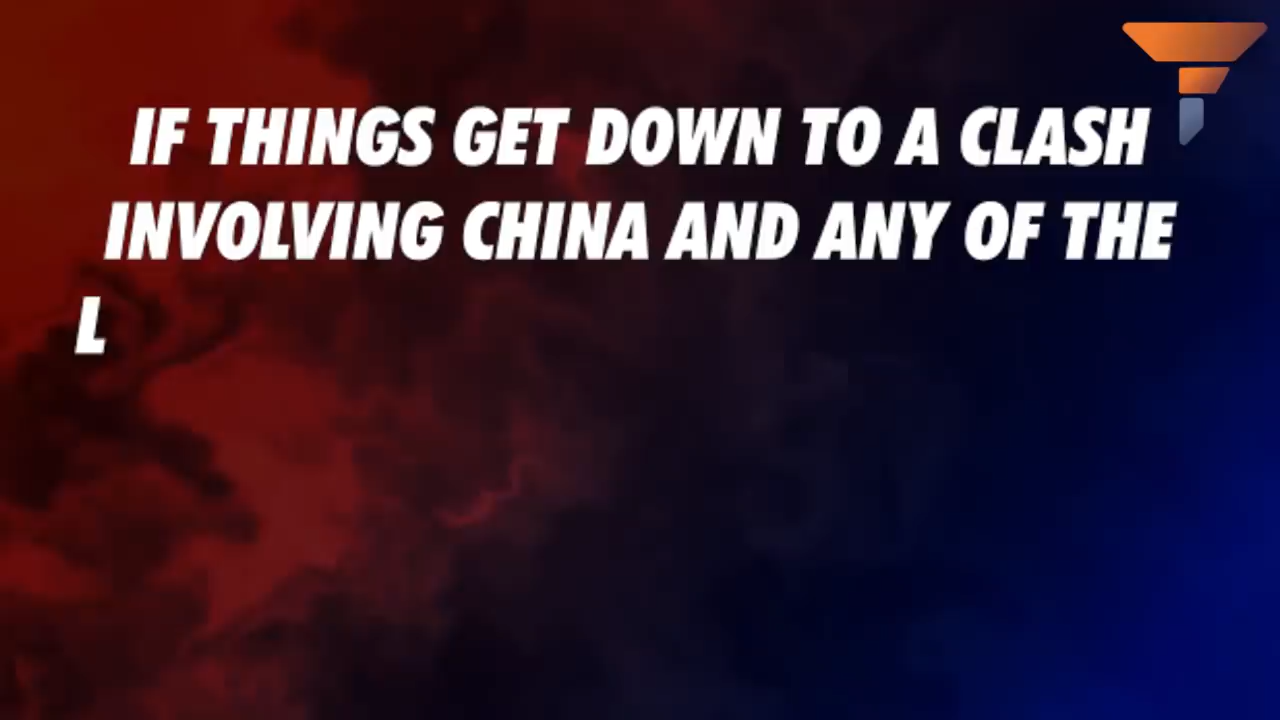 IF THINGS GET DOWN TO A CLASH
INVOLVING CHINA AND ANY OF THE
L